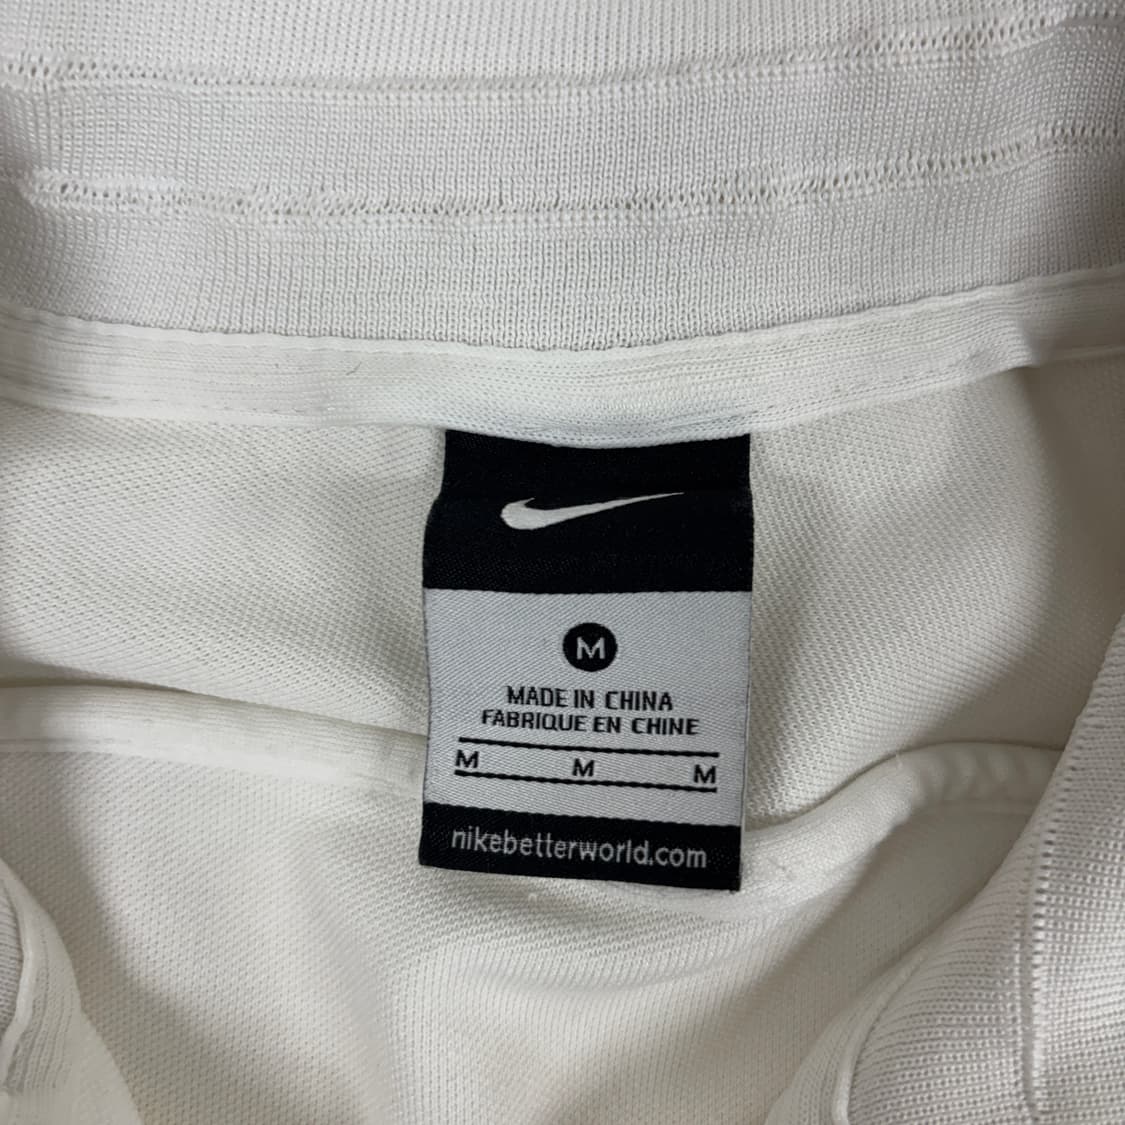 M
MADE IN CHINA
FABRIQUE EN CHINE
M M M
nikebetterworld.com